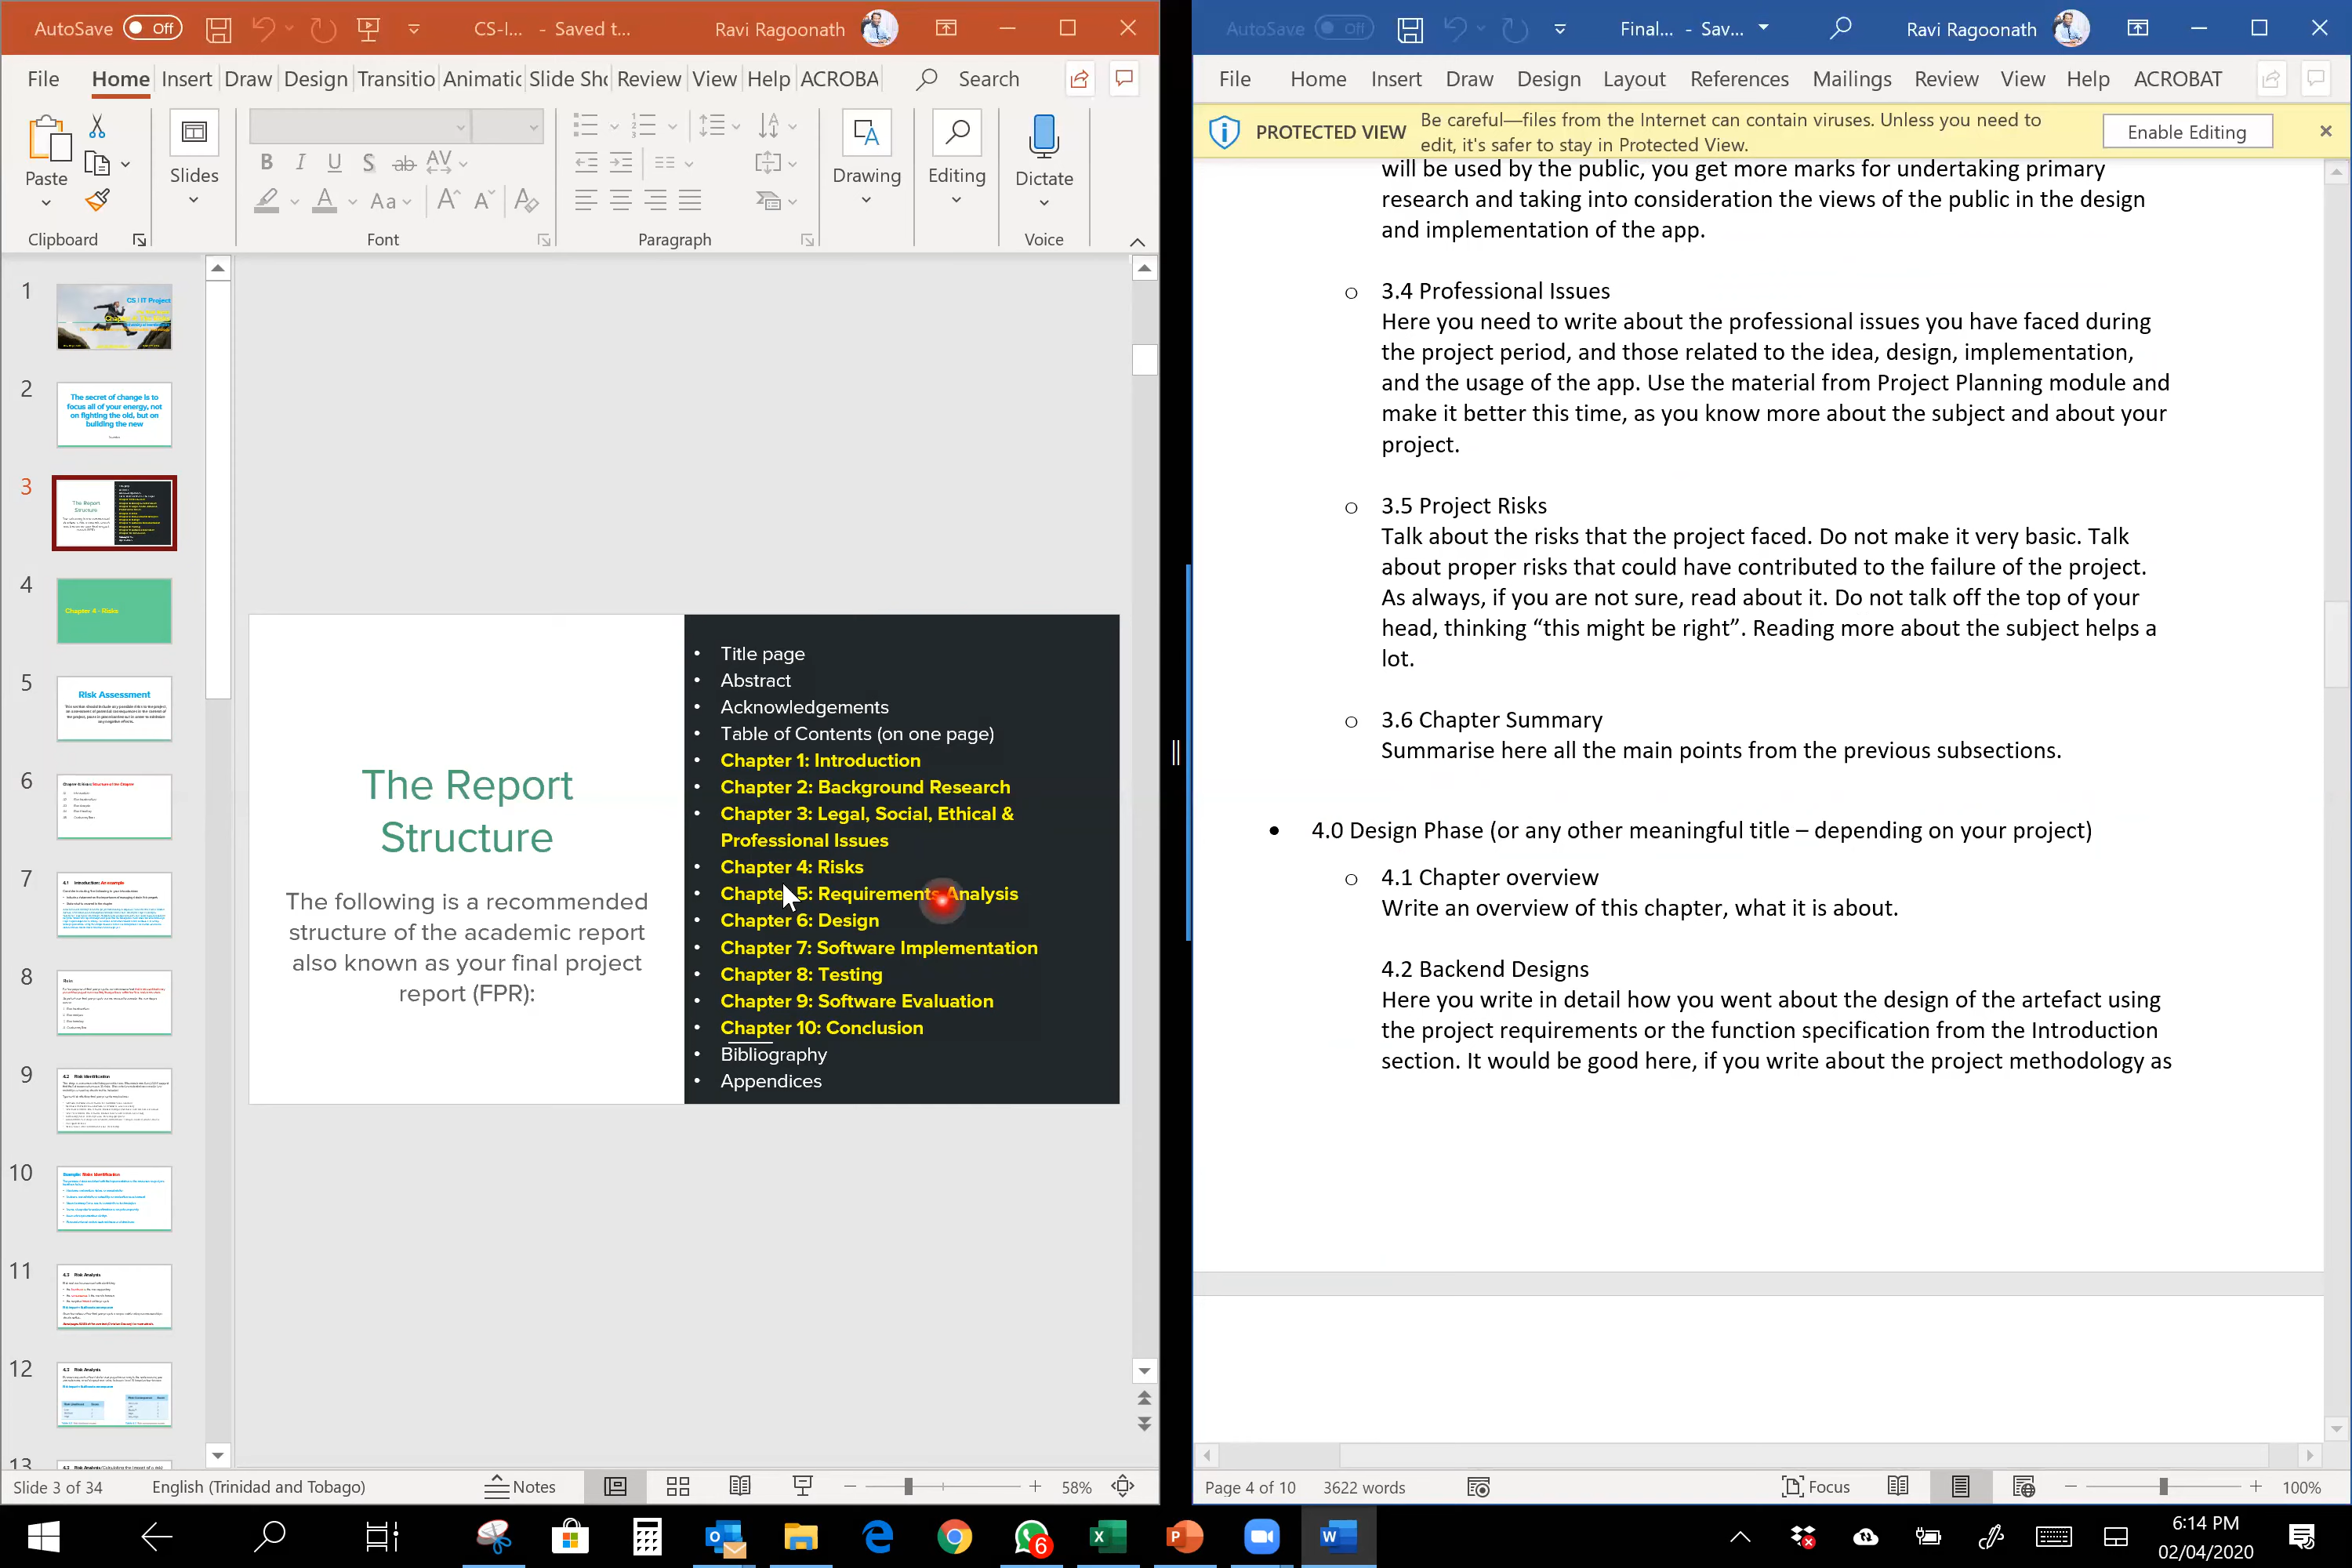 AutoSave Off CS-I... - Saved t... Ravi Ragoonath
File Home Insert Draw Design Transitio Animatic Slide Sho Review View Help ACROBA Search
Paste Slides Drawing Editing Dictate
B I U S ab AV
Aa A A
Clipboard Font Paragraph Voice
1
CS / IT Project
2
The secret of change is to
focus all of your energy, not
on fighting the old, but on
building the new
3
The Report
Structure
4
Chapter 4 - Risks
5
Risk Assessment
6
7
8
Risks
9
4.2 Risk Identification
10
11
4.3 Risk Analysis
12
4.3 Risk Analysis
13
The Report
Structure
The following is a recommended
structure of the academic report
also known as your final project
report (FPR):
• Title page
• Abstract
• Acknowledgements
• Table of Contents (on one page)
• Chapter 1: Introduction
• Chapter 2: Background Research
• Chapter 3: Legal, Social, Ethical &
Professional Issues
• Chapter 4: Risks
• Chapter 5: Requirements Analysis
• Chapter 6: Design
• Chapter 7: Software Implementation
• Chapter 8: Testing
• Chapter 9: Software Evaluation
• Chapter 10: Conclusion
• Bibliography
• Appendices
Slide 3 of 34 English (Trinidad and Tobago) Notes 58%
AutoSave Off Final... - Sav... Ravi Ragoonath
File Home Insert Draw Design Layout References Mailings Review View Help ACROBAT
PROTECTED VIEW Be careful—files from the Internet can contain viruses. Unless you need to
edit, it's safer to stay in Protected View. Enable Editing
will be used by the public, you get more marks for undertaking primary
research and taking into consideration the views of the public in the design
and implementation of the app.
o 3.4 Professional Issues
Here you need to write about the professional issues you have faced during
the project period, and those related to the idea, design, implementation,
and the usage of the app. Use the material from Project Planning module and
make it better this time, as you know more about the subject and about your
project.
o 3.5 Project Risks
Talk about the risks that the project faced. Do not make it very basic. Talk
about proper risks that could have contributed to the failure of the project.
As always, if you are not sure, read about it. Do not talk off the top of your
head, thinking “this might be right”. Reading more about the subject helps a
lot.
o 3.6 Chapter Summary
Summarise here all the main points from the previous subsections.
• 4.0 Design Phase (or any other meaningful title – depending on your project)
o 4.1 Chapter overview
Write an overview of this chapter, what it is about.
4.2 Backend Designs
Here you write in detail how you went about the design of the artefact using
the project requirements or the function specification from the Introduction
section. It would be good here, if you write about the project methodology as
Page 4 of 10 3622 words Focus 100%
6
6:14 PM
02/04/2020